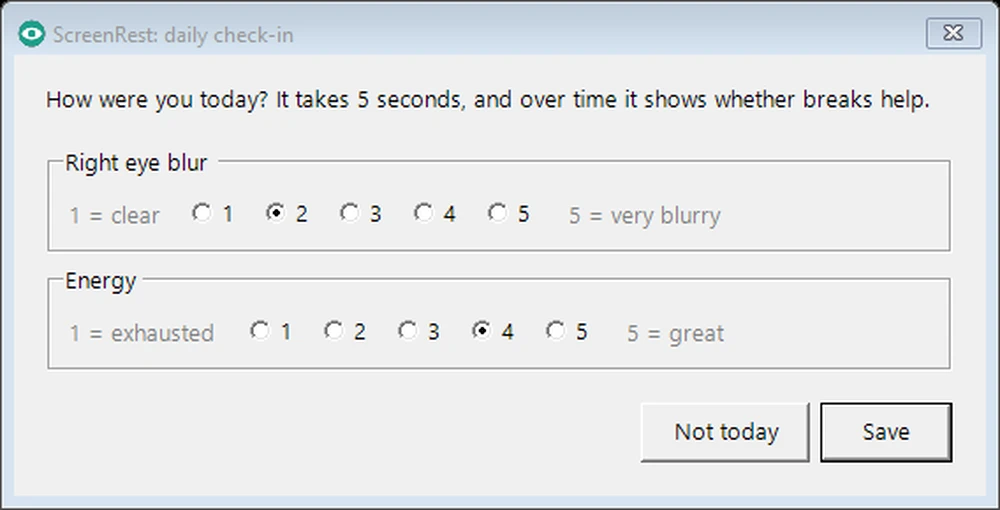 ScreenRest: daily check-in
How were you today? It takes 5 seconds, and over time it shows whether breaks help.
Right eye blur
1 = clear 1 2 3 4 5 5 = very blurry
Energy
1 = exhausted 1 2 3 4 5 5 = great
Not today Save